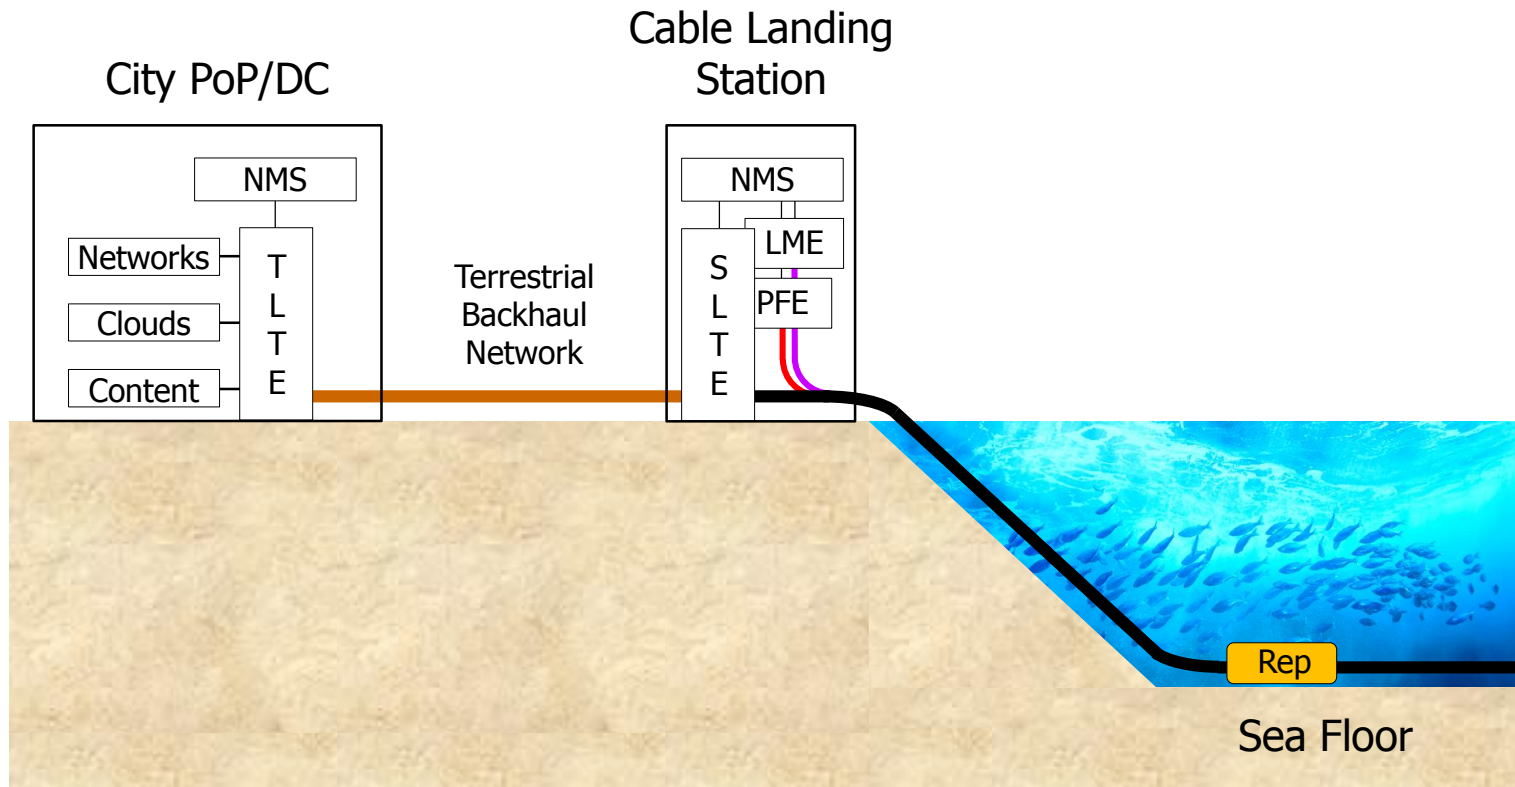 Cable Landing
Station
City PoP/DC
NMS
Networks
Clouds
Content
T
L
T
E
Terrestrial
Backhaul
Network
NMS
LME
PFE
S
L
T
E
Rep
Sea Floor